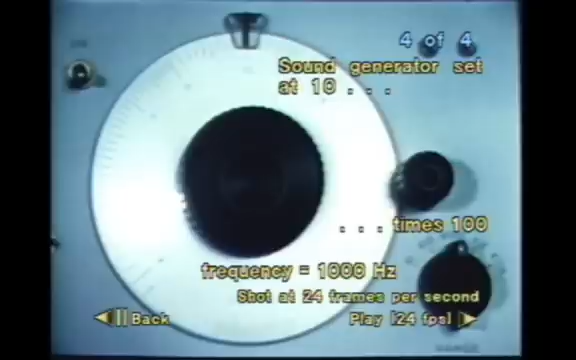 4 of 4
Sound generator set
at 10 . . .
. . . times 100
frequency = 1000 Hz
Shot at 24 frames per second
Back
Play [24 fps]